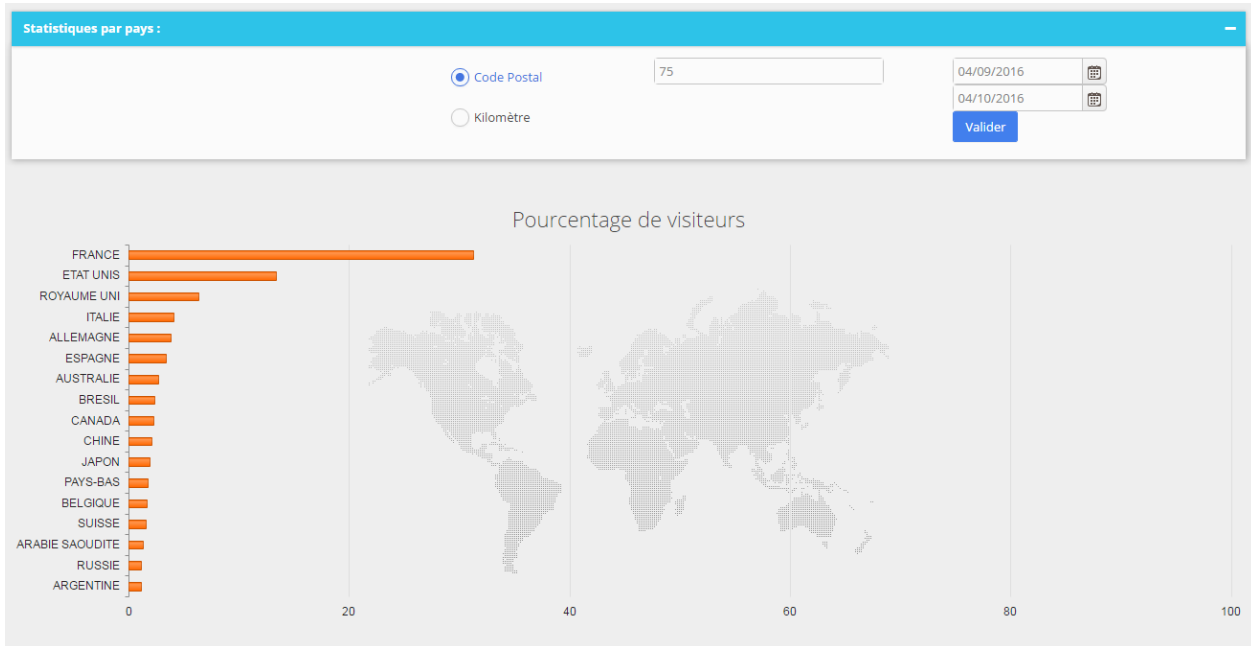 Statistiques par pays :
Code Postal
75
04/09/2016
04/10/2016
Kilomètre
Valider
Pourcentage de visiteurs
FRANCE
ETAT UNIS
ROYAUME UNI
ITALIE
ALLEMAGNE
ESPAGNE
AUSTRALIE
BRESIL
CANADA
CHINE
JAPON
PAYS-BAS
BELGIQUE
SUISSE
ARABIE SAOUDITE
RUSSIE
ARGENTINE
0 20 40 60 80 100